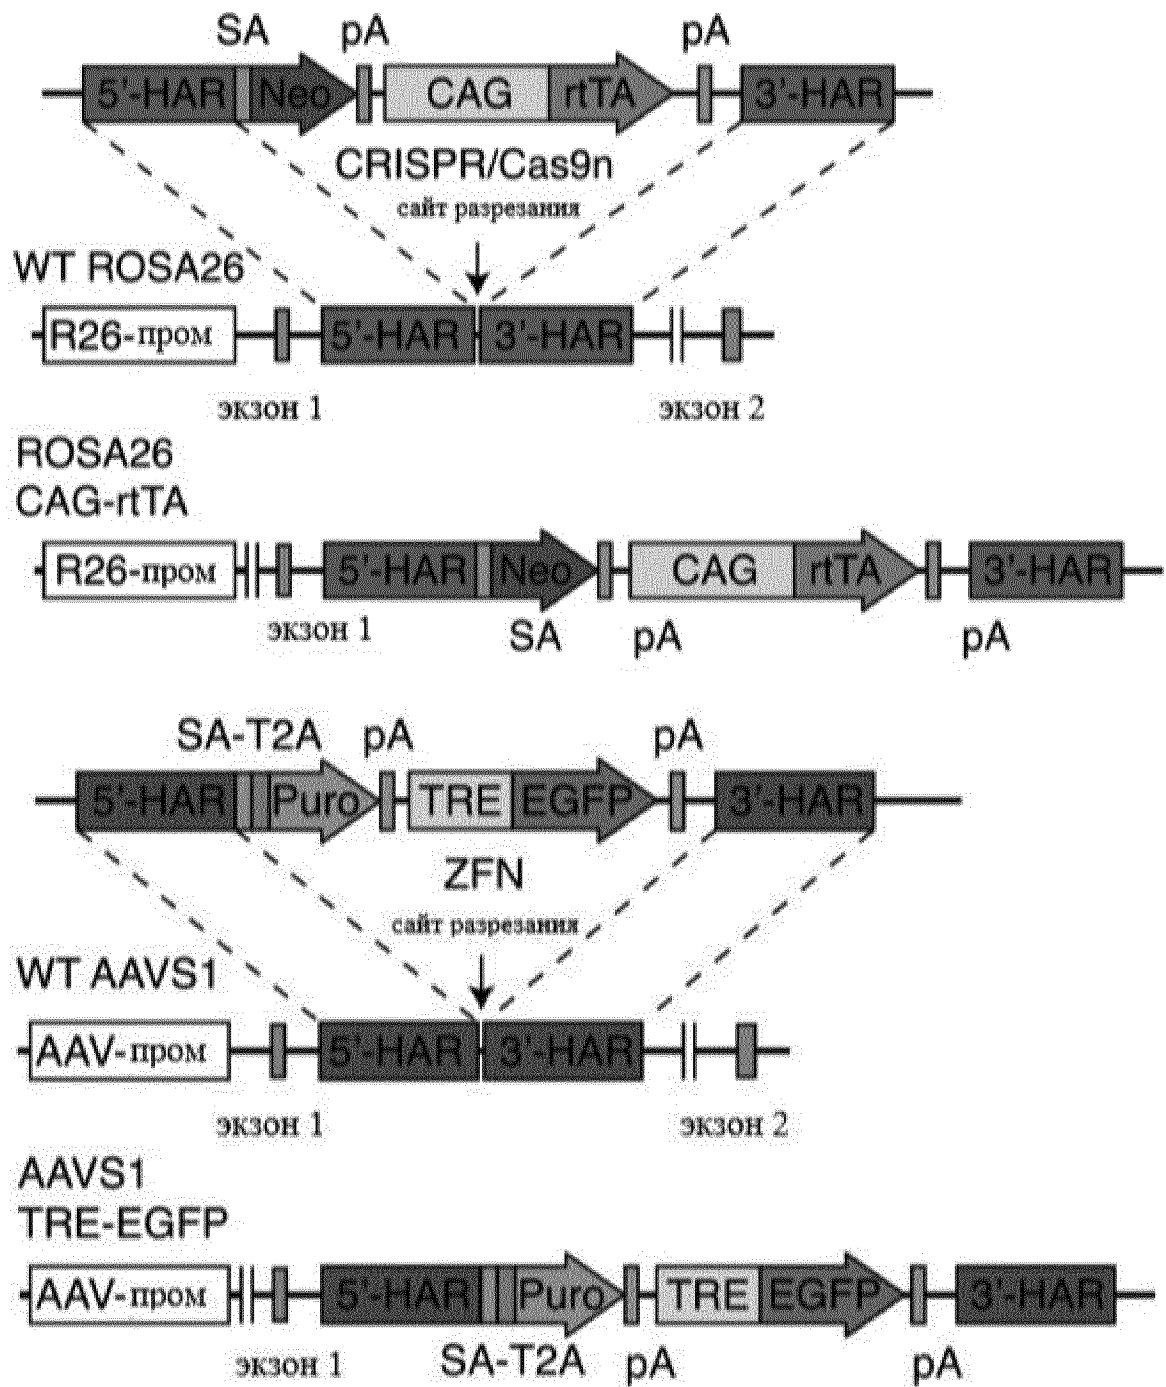 SA pA pA
5'-HAR Neo CAG rtTA 3'-HAR
CRISPR/Cas9n
сайт разрезания
WT ROSA26
R26-пром 5'-HAR 3'-HAR
экзон 1 экзон 2
ROSA26
CAG-rtTA
R26-пром 5'-HAR Neo CAG rtTA 3'-HAR
экзон 1 SA pA pA
SA-T2A pA pA
5'-HAR Puro TRE EGFP 3'-HAR
ZFN
сайт разрезания
WT AAVS1
AAV-пром 5'-HAR 3'-HAR
экзон 1 экзон 2
AAVS1
TRE-EGFP
AAV-пром 5'-HAR Puro TRE EGFP 3'-HAR
экзон 1 SA-T2A pA pA